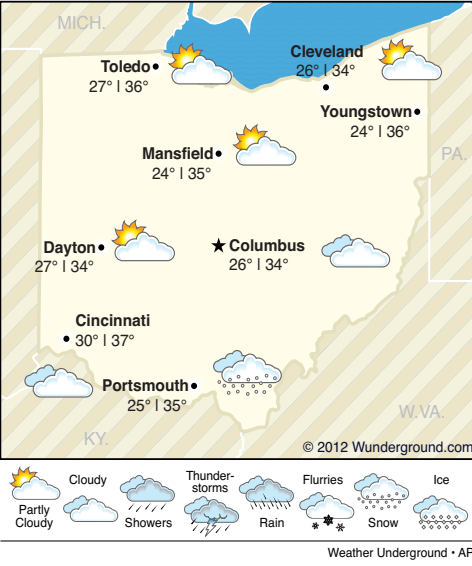 MICH.
Cleveland
26° | 34°
Toledo
27° | 36°
Youngstown
24° | 36°
Mansfield
24° | 35°
PA.
Dayton
27° | 34°
Columbus
26° | 34°
Cincinnati
30° | 37°
Portsmouth
25° | 35°
W.VA.
KY.
© 2012 Wunderground.com
Partly
Cloudy
Cloudy
Showers
Thunder-
storms
Rain
Flurries
Snow
Ice
Weather Underground • AP